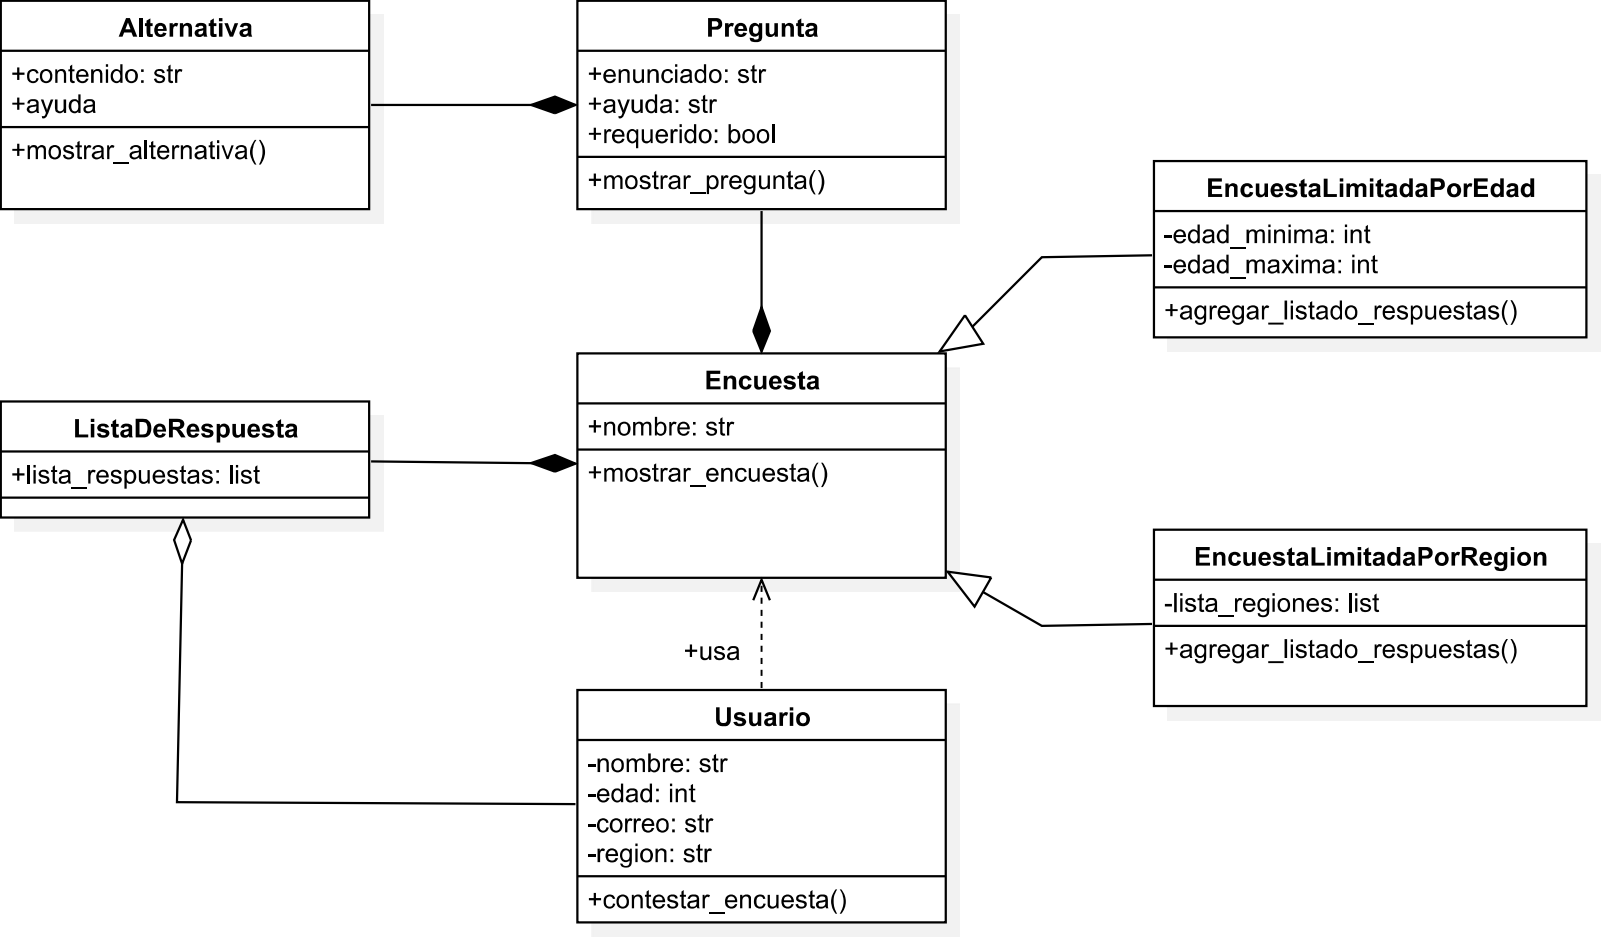 Alternativa
+contenido: str
+ayuda
+mostrar_alternativa()
Pregunta
+enunciado: str
+ayuda: str
+requerido: bool
+mostrar_pregunta()
EncuestaLimitadaPorEdad
-edad_minima: int
-edad_maxima: int
+agregar_listado_respuestas()
Encuesta
+nombre: str
+mostrar_encuesta()
ListaDeRespuesta
+lista_respuestas: list
EncuestaLimitadaPorRegion
-lista_regiones: list
+agregar_listado_respuestas()
+usa
Usuario
-nombre: str
-edad: int
-correo: str
-region: str
+contestar_encuesta()